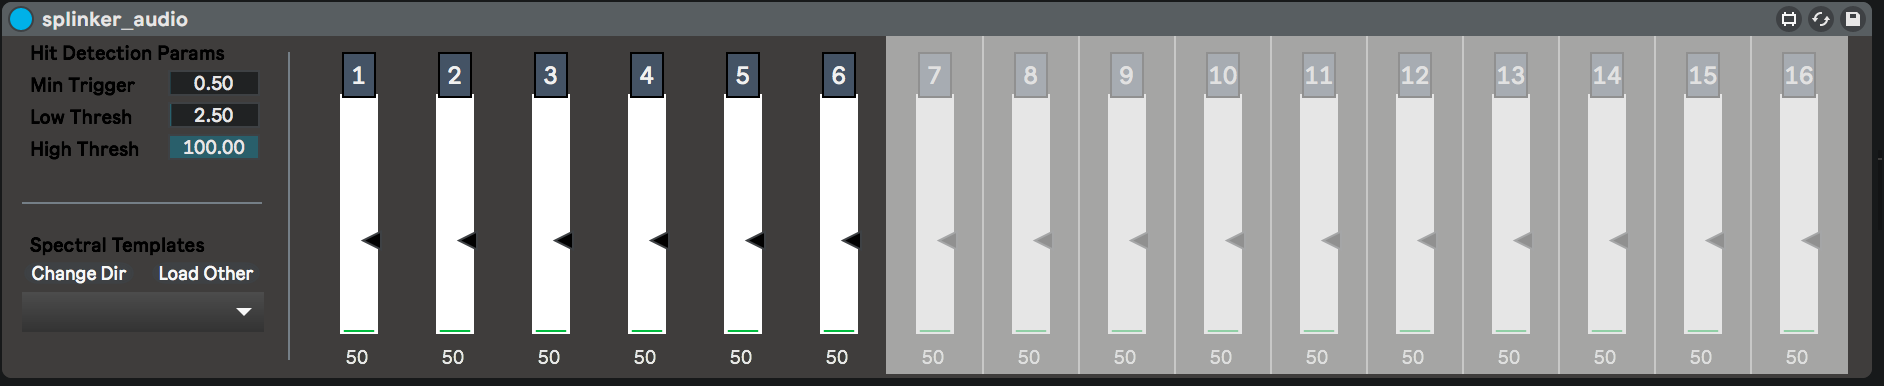 splinker_audio
Hit Detection Params
Min Trigger 0.50
Low Thresh 2.50
High Thresh 100.00
Spectral Templates
Change Dir Load Other
1 2 3 4 5 6 7 8 9 10 11 12 13 14 15 16
50 50 50 50 50 50 50 50 50 50 50 50 50 50 50 50